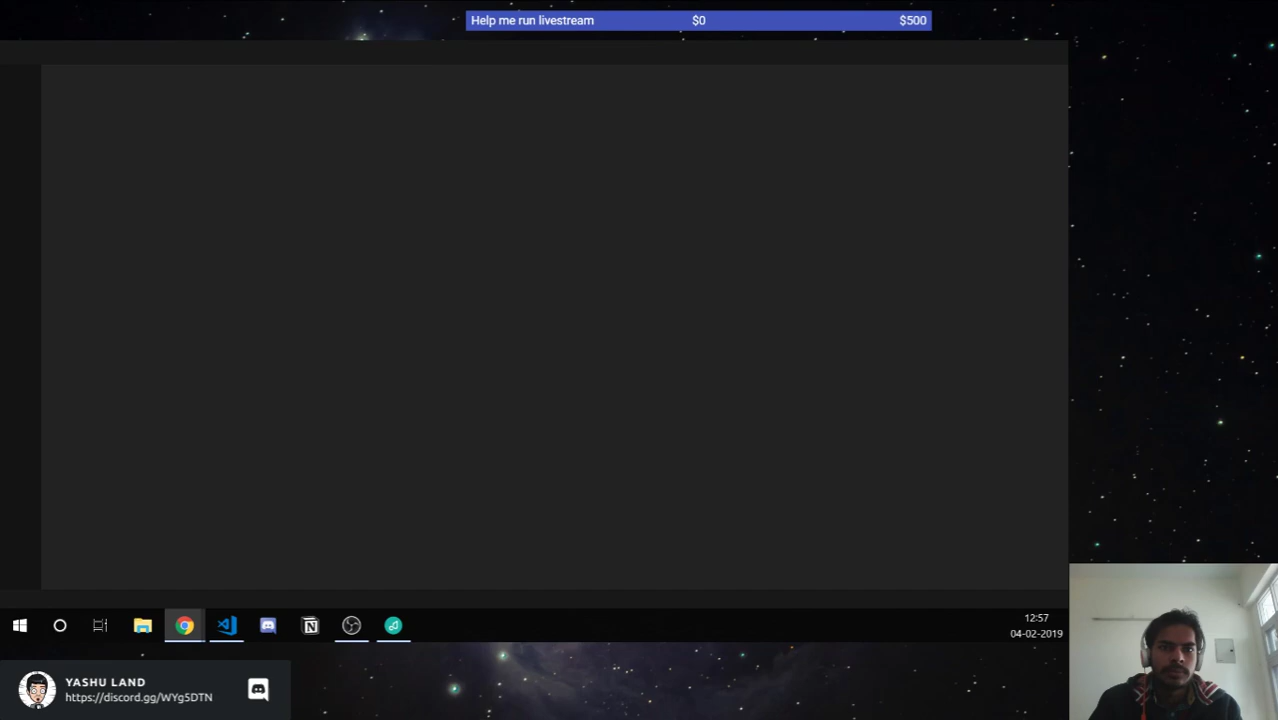 Help me run livestream $0 $500
12:57
04-02-2019
YASHU LAND
https://discord.gg/WYg5DTN